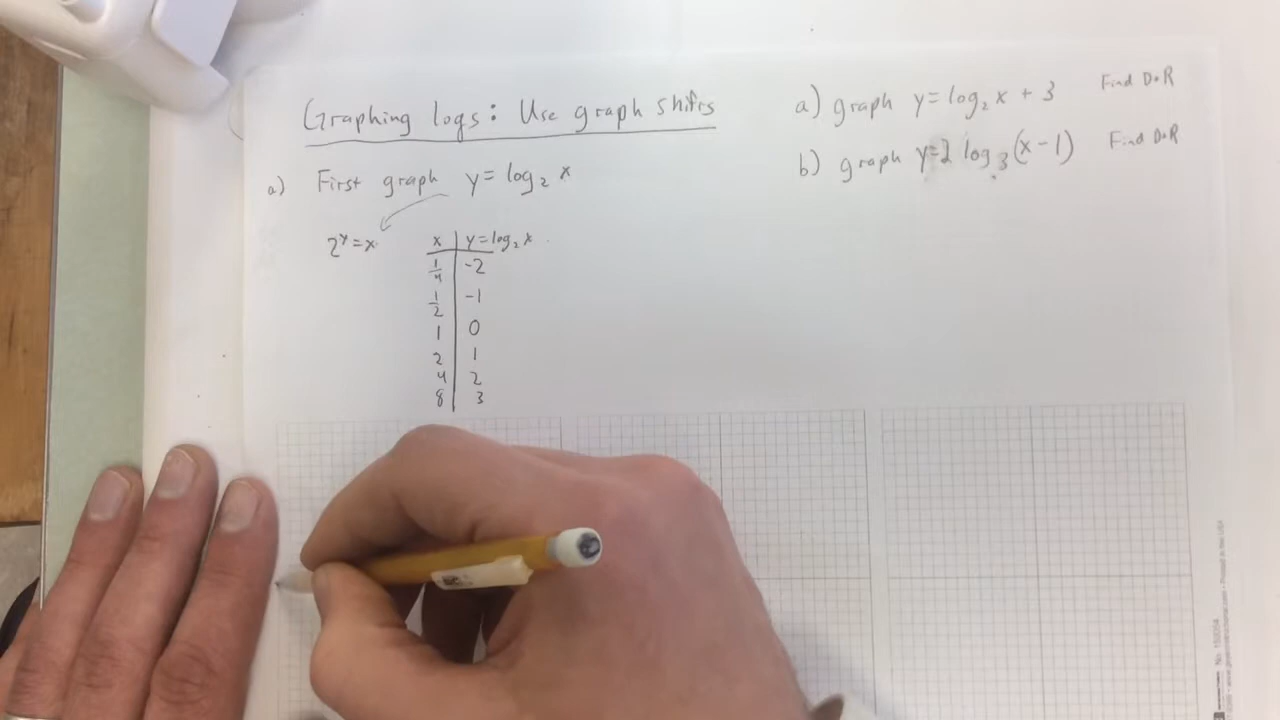 Graphing logs: Use graph shifts
a) First graph y = log₂ x
2ʸ = x
x | y = log₂ x
1/4 | -2
1/2 | -1
1 | 0
2 | 1
4 | 2
8 | 3
a) graph y = log₂ x + 3 Find D&R
b) graph y = 2 log₃ (x - 1) Find D&R